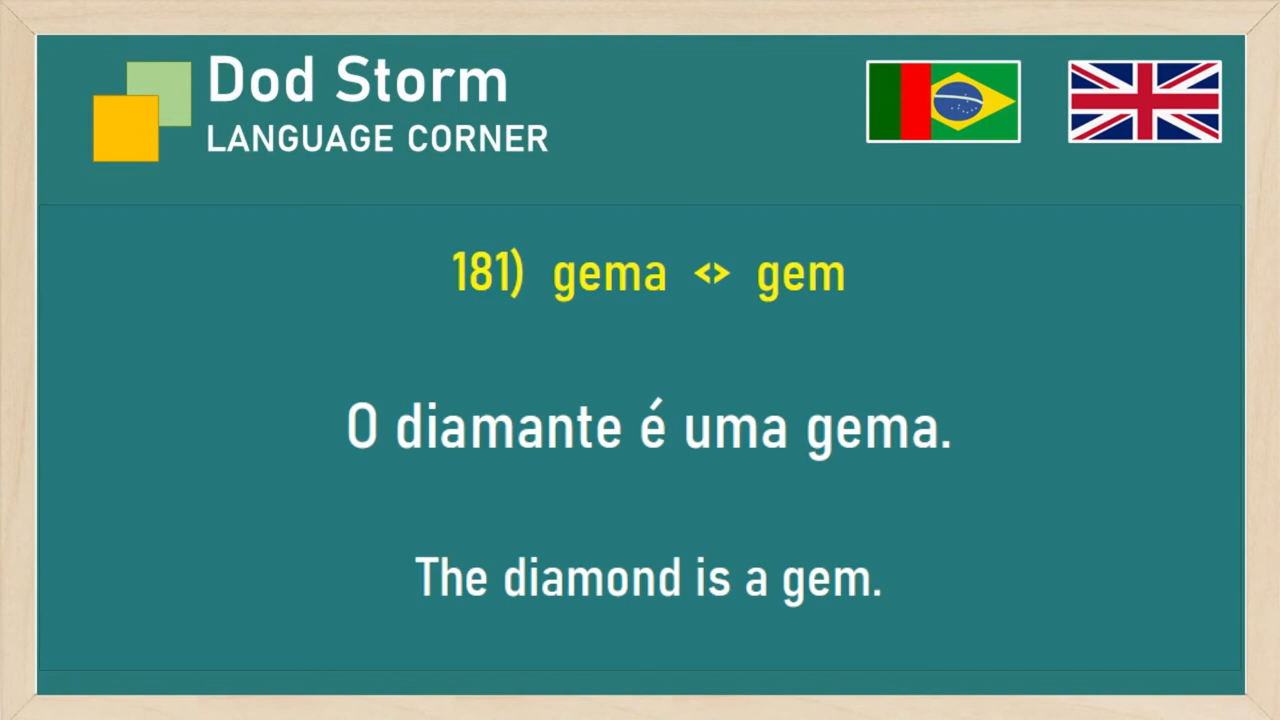 Dod Storm
LANGUAGE CORNER
181) gema <> gem
O diamante é uma gema.
The diamond is a gem.